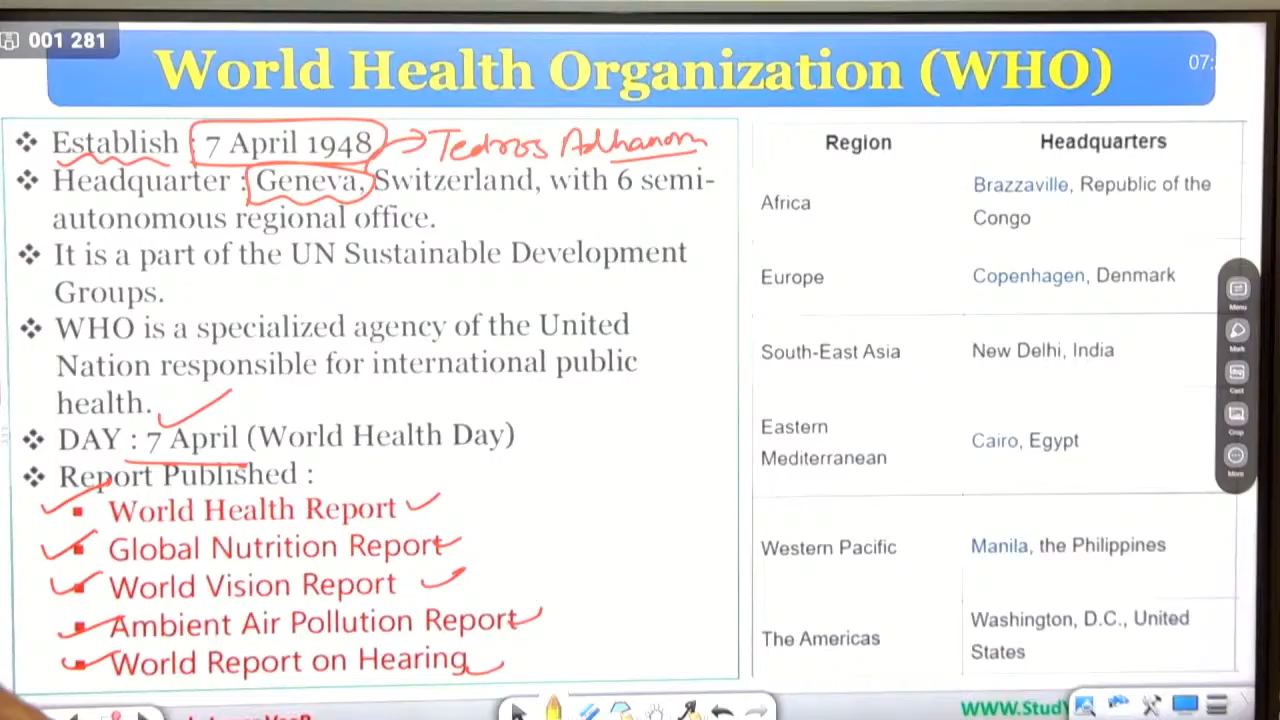 001 281
World Health Organization (WHO)
07:
❖ Establish : 7 April 1948 → Tedros Adhanom
❖ Headquarter : Geneva, Switzerland, with 6 semi-
autonomous regional office.
❖ It is a part of the UN Sustainable Development
Groups.
❖ WHO is a specialized agency of the United
Nation responsible for international public
health.
❖ DAY : 7 April (World Health Day)
❖ Report Published :
▪ World Health Report
▪ Global Nutrition Report
▪ World Vision Report
▪ Ambient Air Pollution Report
▪ World Report on Hearing
Region Headquarters
Africa Brazzaville, Republic of the
Congo
Europe Copenhagen, Denmark
South-East Asia New Delhi, India
Eastern
Mediterranean Cairo, Egypt
Western Pacific Manila, the Philippines
The Americas Washington, D.C., United
States
Menu
Mark
Cast
Crop
More
WWW.Study